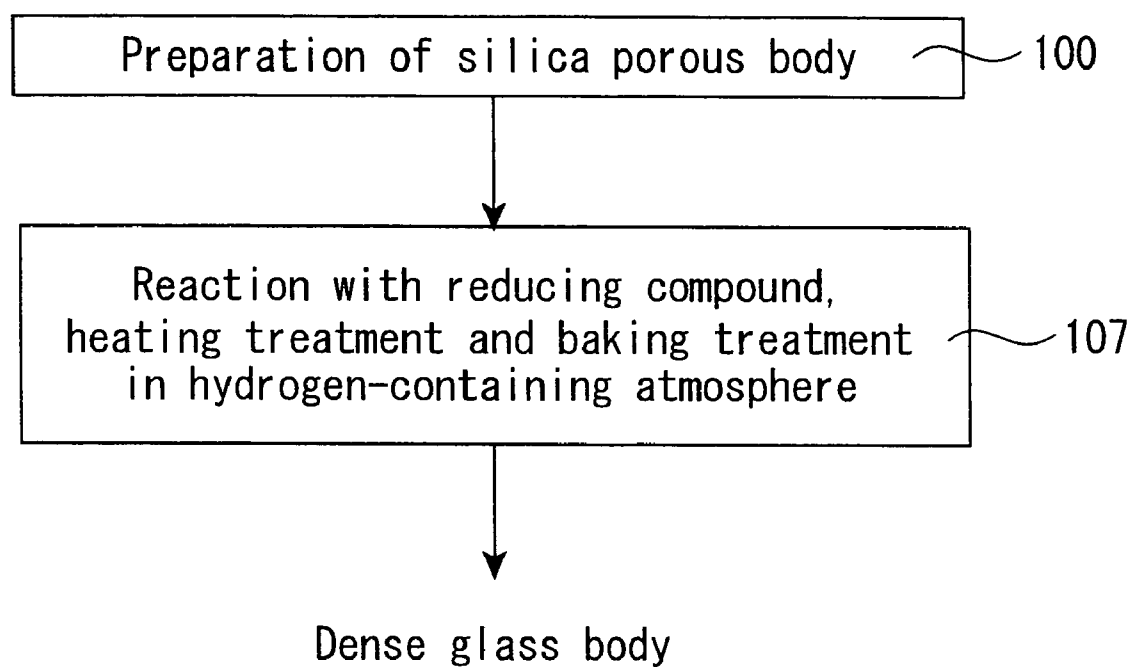 Preparation of silica porous body
100
Reaction with reducing compound,
heating treatment and baking treatment
in hydrogen-containing atmosphere
107
Dense glass body